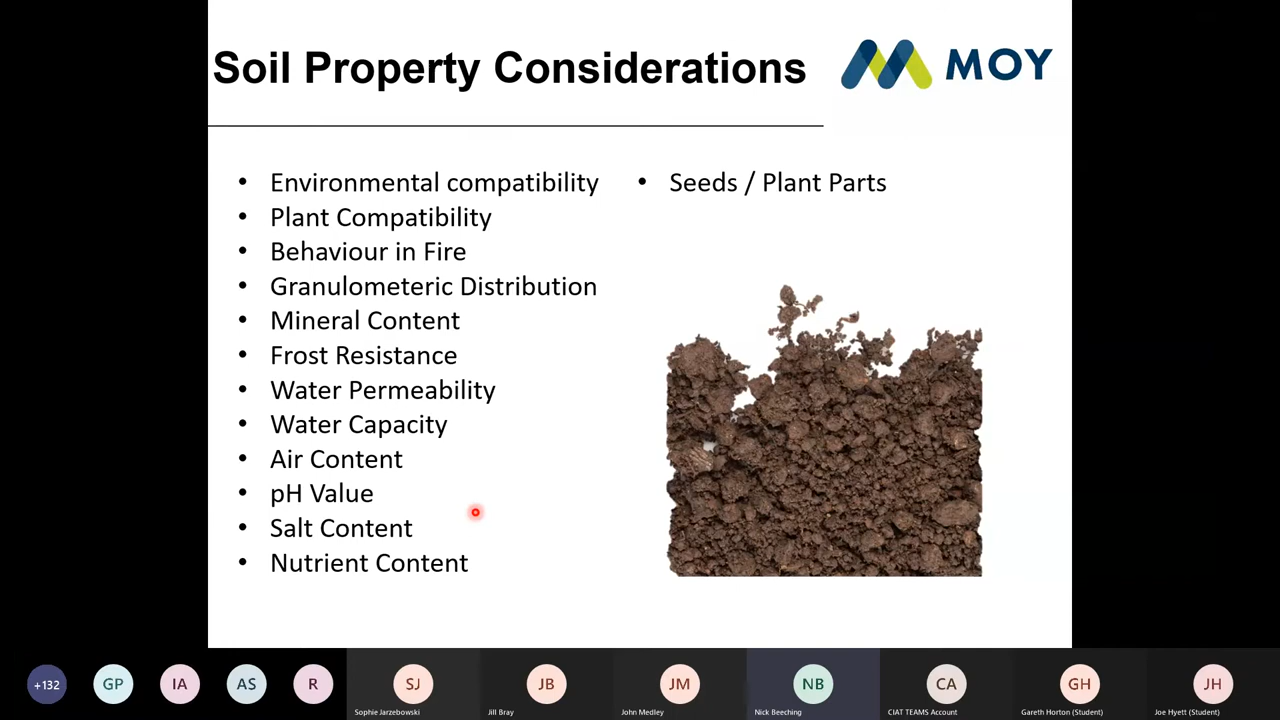 Soil Property Considerations
MOY
• Environmental compatibility
• Plant Compatibility
• Behaviour in Fire
• Granulometeric Distribution
• Mineral Content
• Frost Resistance
• Water Permeability
• Water Capacity
• Air Content
• pH Value
• Salt Content
• Nutrient Content
• Seeds / Plant Parts
+132
GP
IA
AS
R
SJ
Sophie Jarzebowski
JB
Jill Bray
JM
John Medley
NB
Nick Beeching
CA
CIAT TEAMS Account
GH
Gareth Horton (Student)
JH
Joe Hyett (Student)